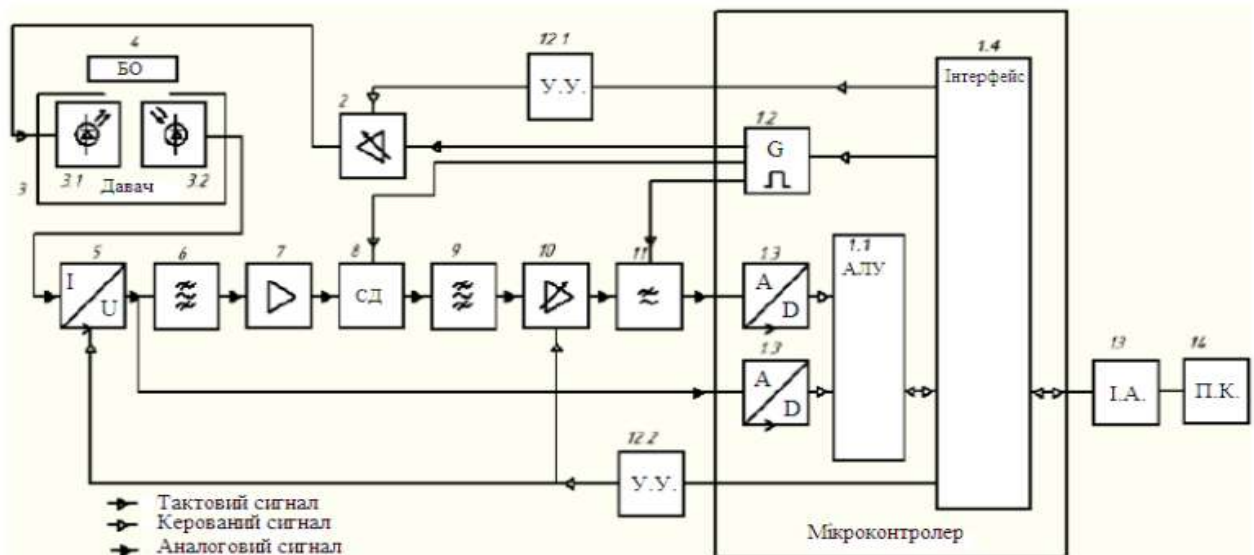 4
БО
3.1
3.2
3
Давач
2
12.1
У.У.
1.2
G
1.4
Інтерфейс
5
I
U
6
7
8
СД
9
10
11
1.3
A
D
1.1
АЛУ
1.3
A
D
12.2
У.У.
13
І.А.
14
П.К.
Тактовий сигнал
Керований сигнал
Аналоговий сигнал
Мікроконтролер